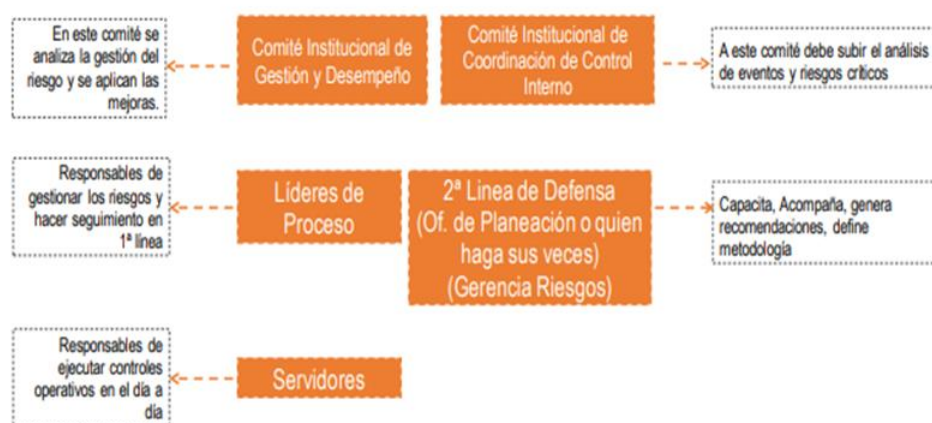 En este comité se
analiza la gestión del
riesgo y se aplican las
mejoras.
Comité Institucional de
Gestión y Desempeño
Comité Institucional de
Coordinación de Control
Interno
A este comité debe subir el análisis
de eventos y riesgos críticos
Responsables de
gestionar los riesgos y
hacer seguimiento en
1ª línea
Líderes de
Proceso
2ª Linea de Defensa
(Of. de Planeación o quien
haga sus veces)
(Gerencia Riesgos)
Capacita, Acompaña, genera
recomendaciones, define
metodología
Responsables de
ejecutar controles
operativos en el día a
día
Servidores